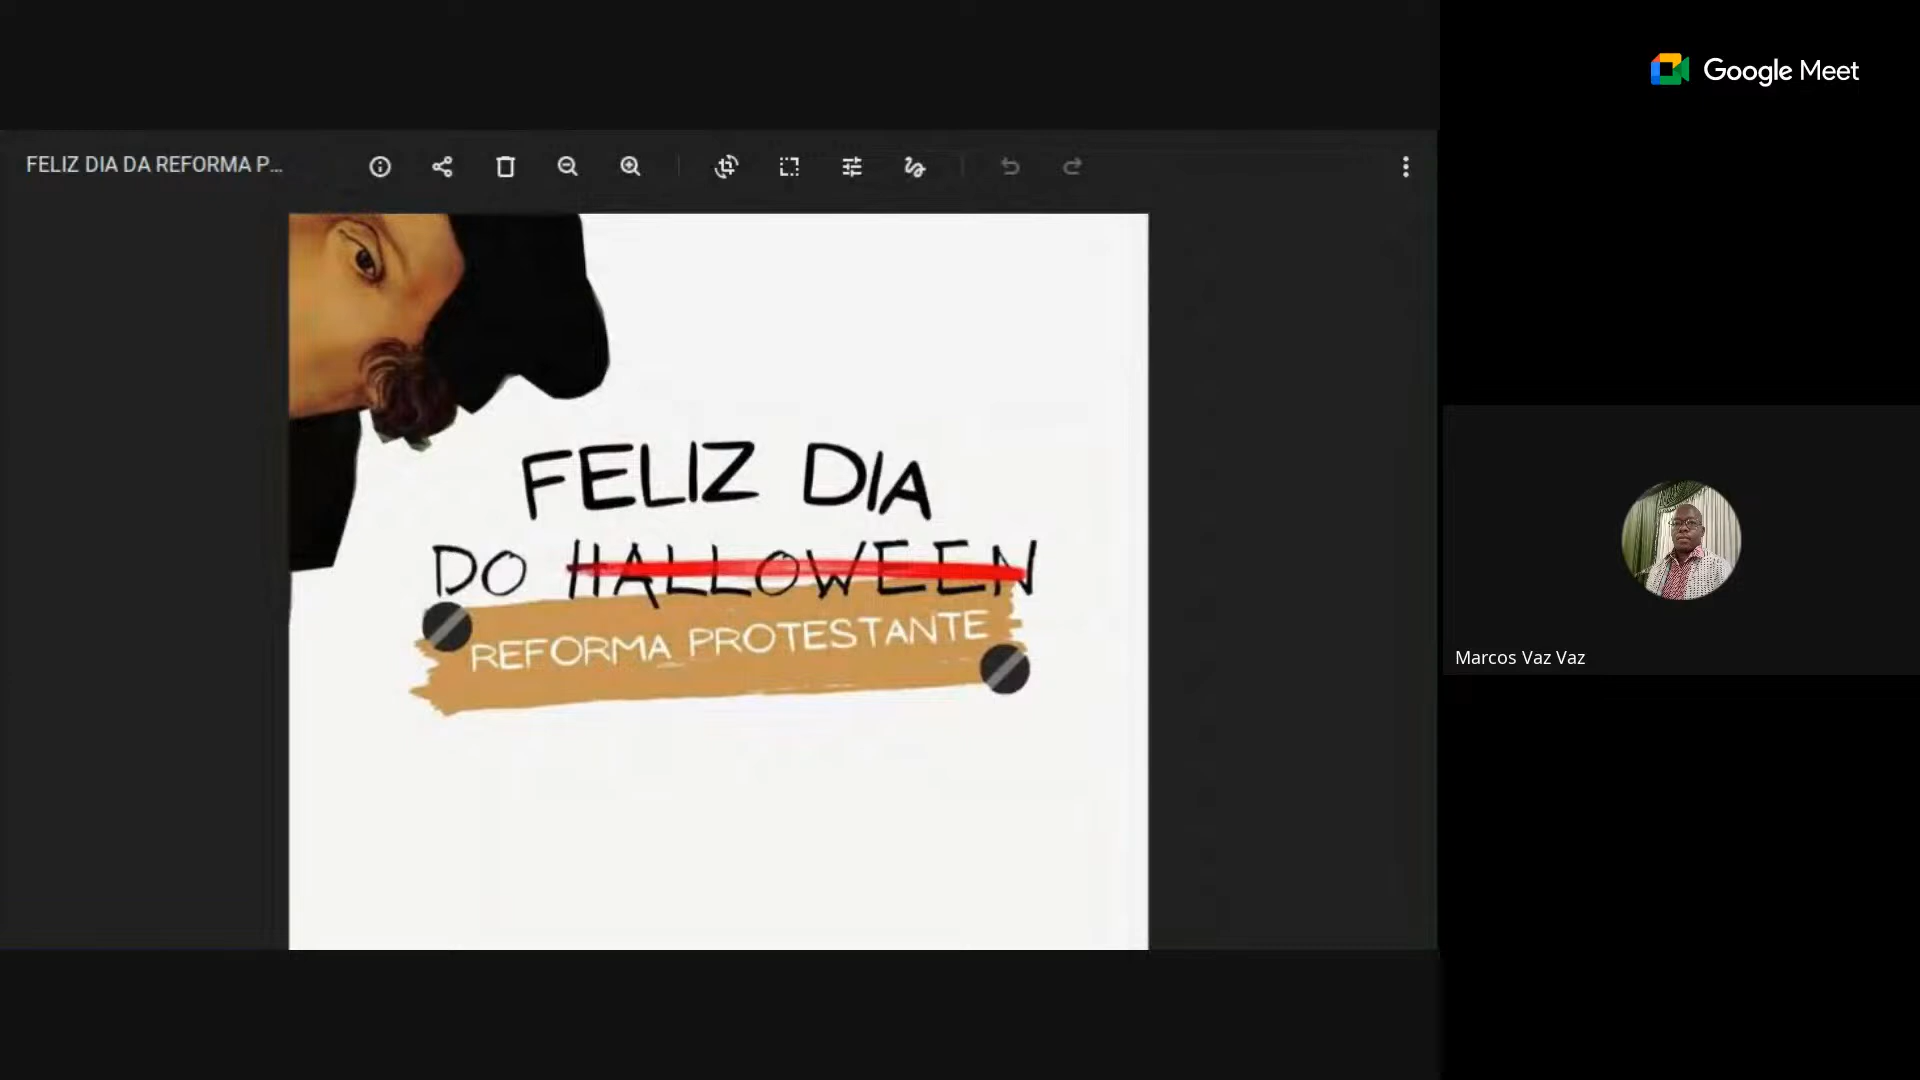 Google Meet
FELIZ DIA DA REFORMA P...
FELIZ DIA
DO HALLOWEEN
REFORMA PROTESTANTE
Marcos Vaz Vaz